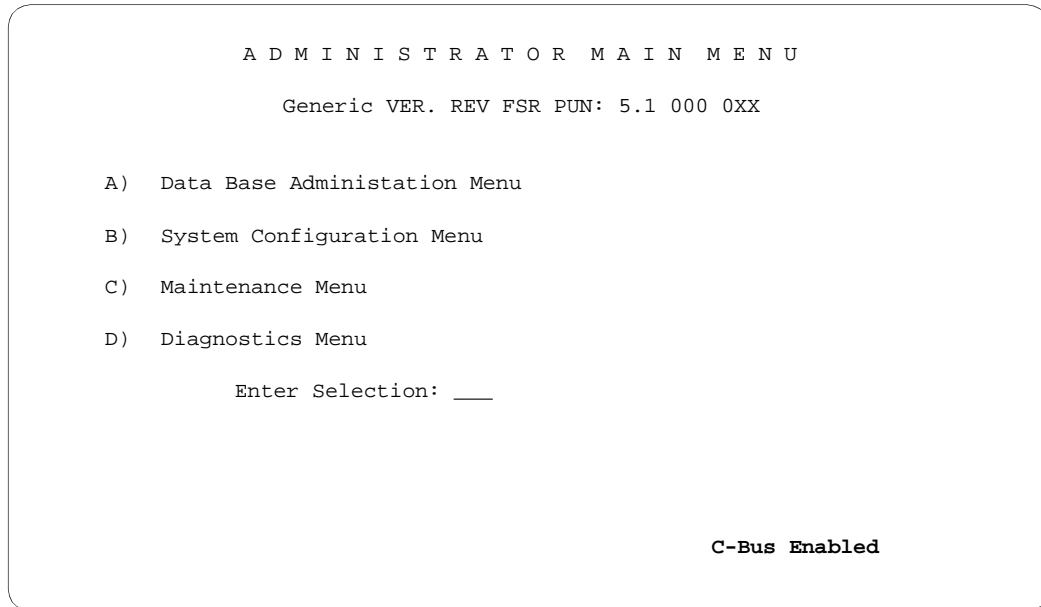 A D M I N I S T R A T O R  M A I N  M E N U
Generic VER. REV FSR PUN: 5.1 000 0XX
A) Data Base Administation Menu
B) System Configuration Menu
C) Maintenance Menu
D) Diagnostics Menu
Enter Selection: ___
C-Bus Enabled